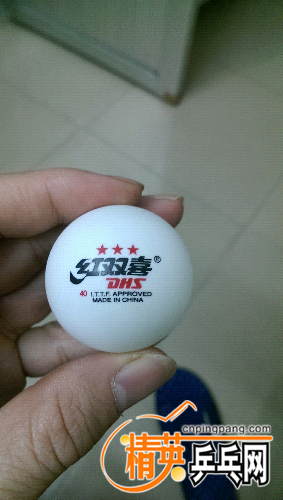 ★★★
红双喜®
DHS
40 I.T.T.F. APPROVED
MADE IN CHINA
cnpingpang.com
精英乒乓网